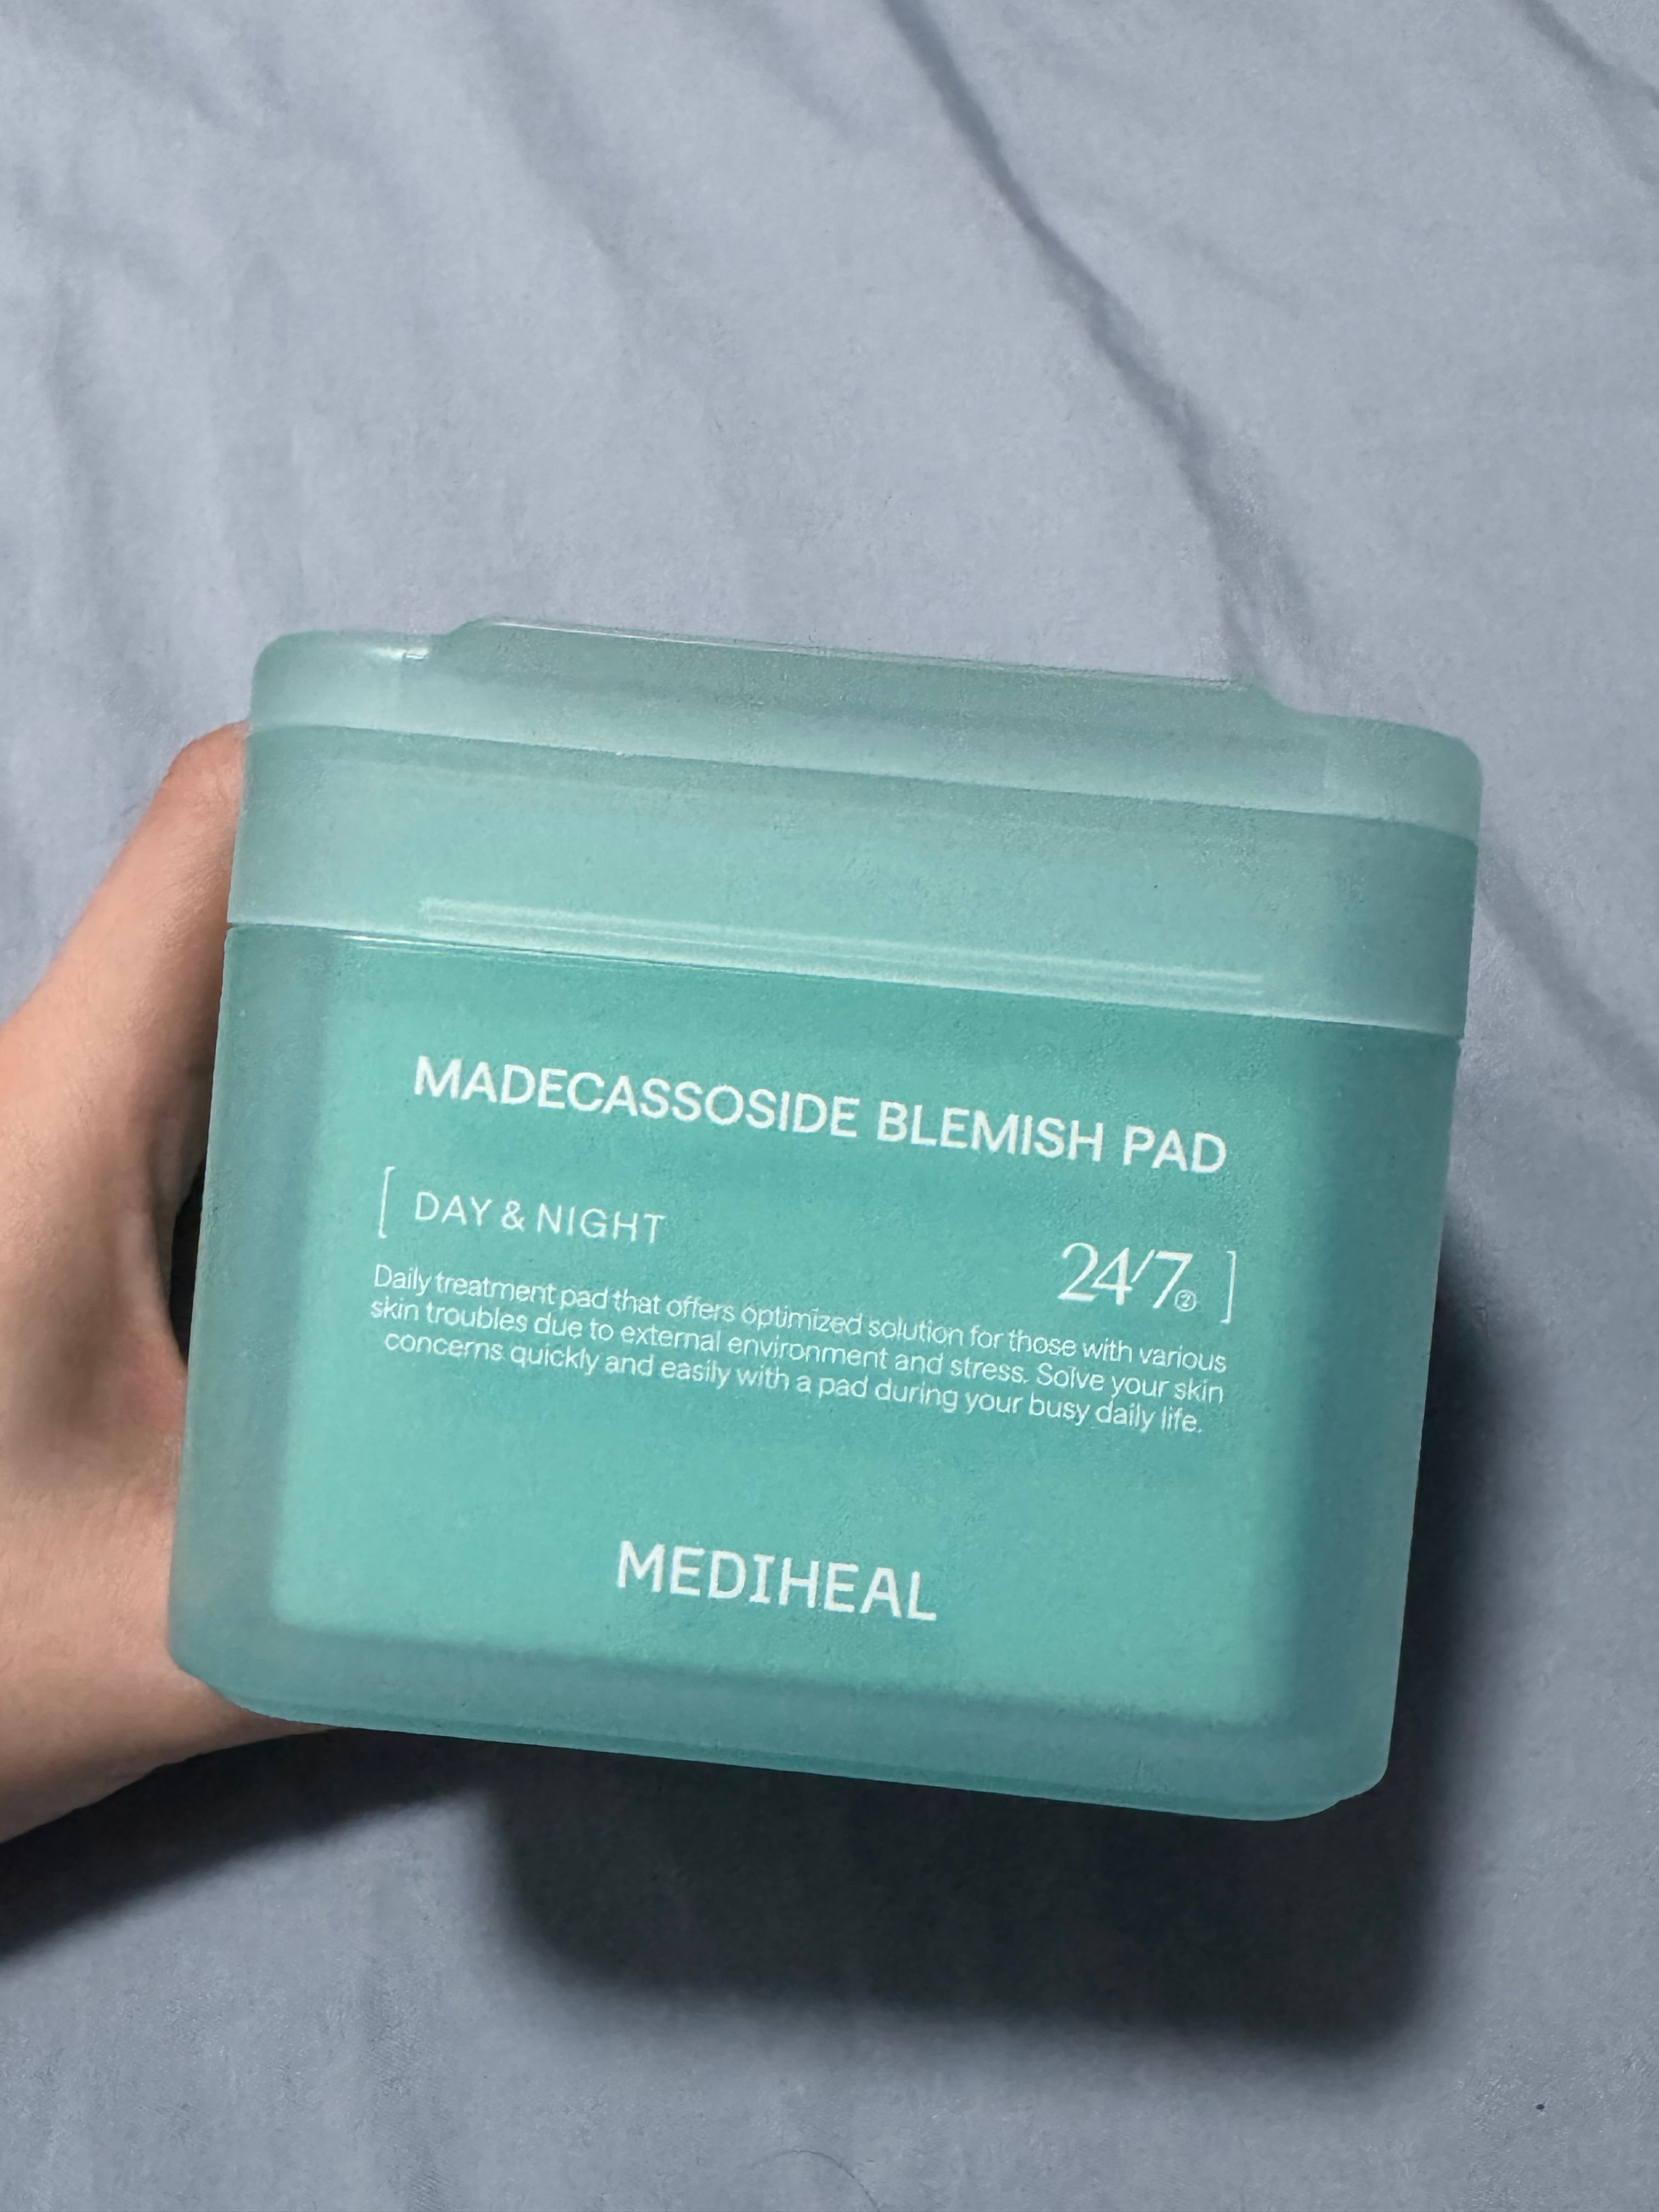 MADECASSOSIDE BLEMISH PAD
[ DAY & NIGHT 24/7 ]
Daily treatment pad that offers optimized solution for those with various
skin troubles due to external environment and stress. Solve your skin
concerns quickly and easily with a pad during your busy daily life.
MEDIHEAL